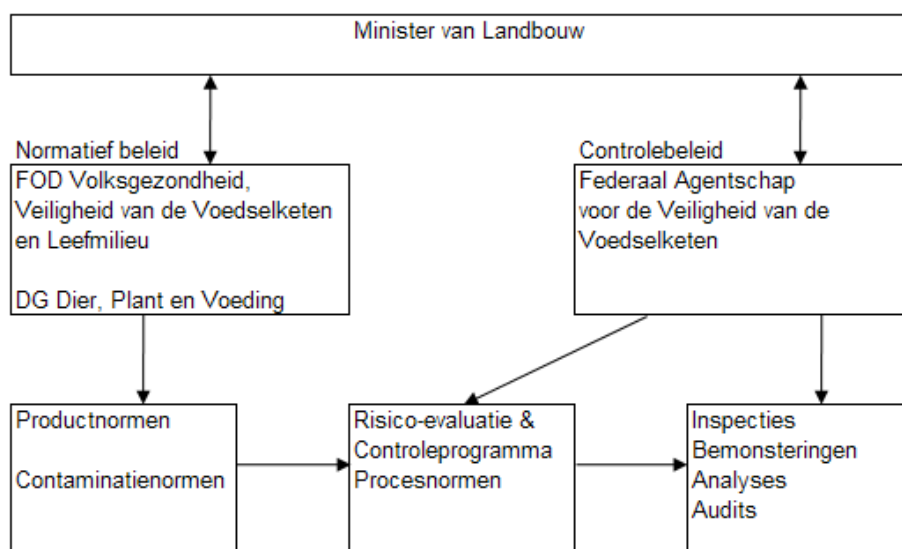 Minister van Landbouw
Normatief beleid
FOD Volksgezondheid,
Veiligheid van de Voedselketen
en Leefmilieu
DG Dier, Plant en Voeding
Controlebeleid
Federaal Agentschap
voor de Veiligheid van de
Voedselketen
Productnormen
Contaminatienormen
Risico-evaluatie &
Controleprogramma
Procesnormen
Inspecties
Bemonsteringen
Analyses
Audits